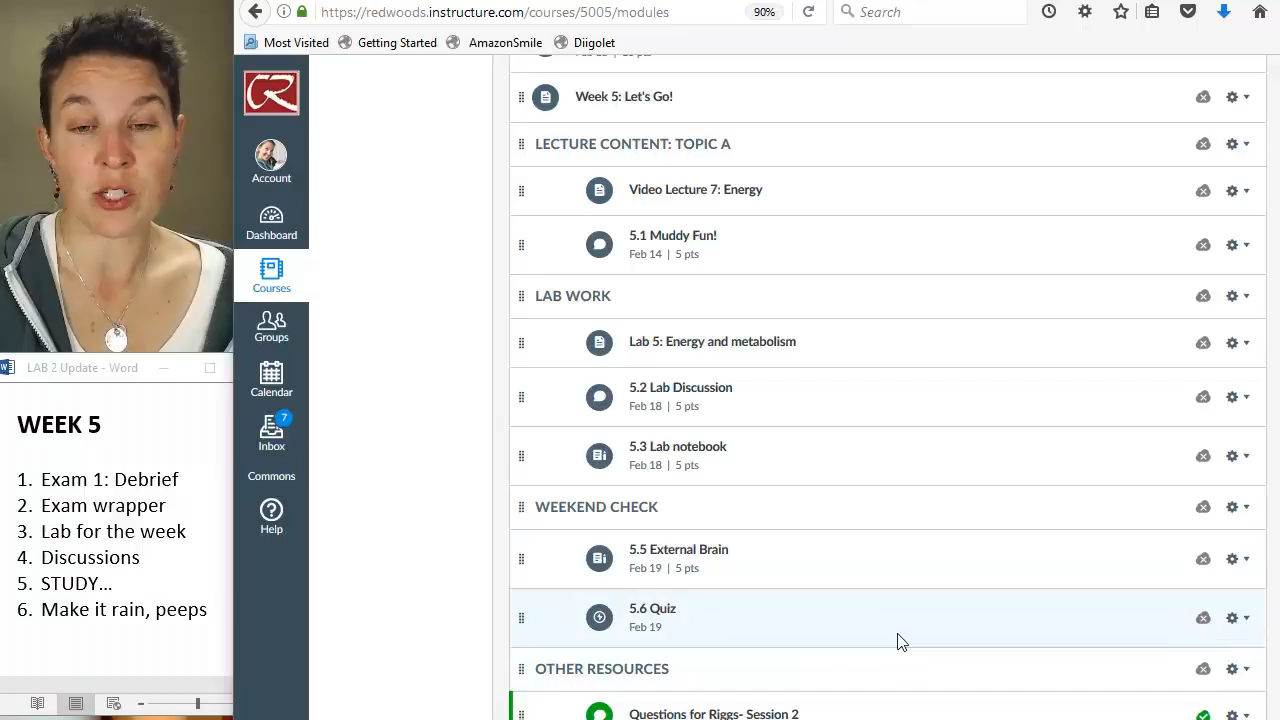 https://redwoods.instructure.com/courses/5005/modules
90%
Search
Most Visited
Getting Started
AmazonSmile
Diigolet
Week 5: Let's Go!
LECTURE CONTENT: TOPIC A
Account
Video Lecture 7: Energy
Dashboard
5.1 Muddy Fun!
Feb 14 | 5 pts
Courses
LAB WORK
Groups
Lab 5: Energy and metabolism
LAB 2 Update - Word
Calendar
5.2 Lab Discussion
Feb 18 | 5 pts
7
Inbox
5.3 Lab notebook
Feb 18 | 5 pts
Commons
WEEKEND CHECK
Help
5.5 External Brain
Feb 19 | 5 pts
5.6 Quiz
Feb 19
OTHER RESOURCES
Questions for Riggs- Session 2
WEEK 5
1. Exam 1: Debrief
2. Exam wrapper
3. Lab for the week
4. Discussions
5. STUDY...
6. Make it rain, peeps